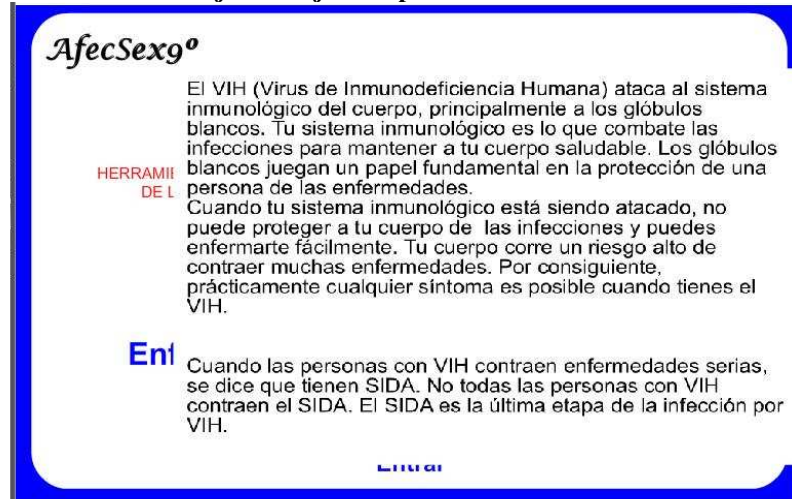 AfecSex9º
El VIH (Virus de Inmunodeficiencia Humana) ataca al sistema
inmunológico del cuerpo, principalmente a los glóbulos
blancos. Tu sistema inmunológico es lo que combate las
infecciones para mantener a tu cuerpo saludable. Los glóbulos
blancos juegan un papel fundamental en la protección de una
persona de las enfermedades.
Cuando tu sistema inmunológico está siendo atacado, no
puede proteger a tu cuerpo de las infecciones y puedes
enfermarte fácilmente. Tu cuerpo corre un riesgo alto de
contraer muchas enfermedades. Por consiguiente,
prácticamente cualquier síntoma es posible cuando tienes el
VIH.
Cuando las personas con VIH contraen enfermedades serias,
se dice que tienen SIDA. No todas las personas con VIH
contraen el SIDA. El SIDA es la última etapa de la infección por
VIH.
DE
Entrar